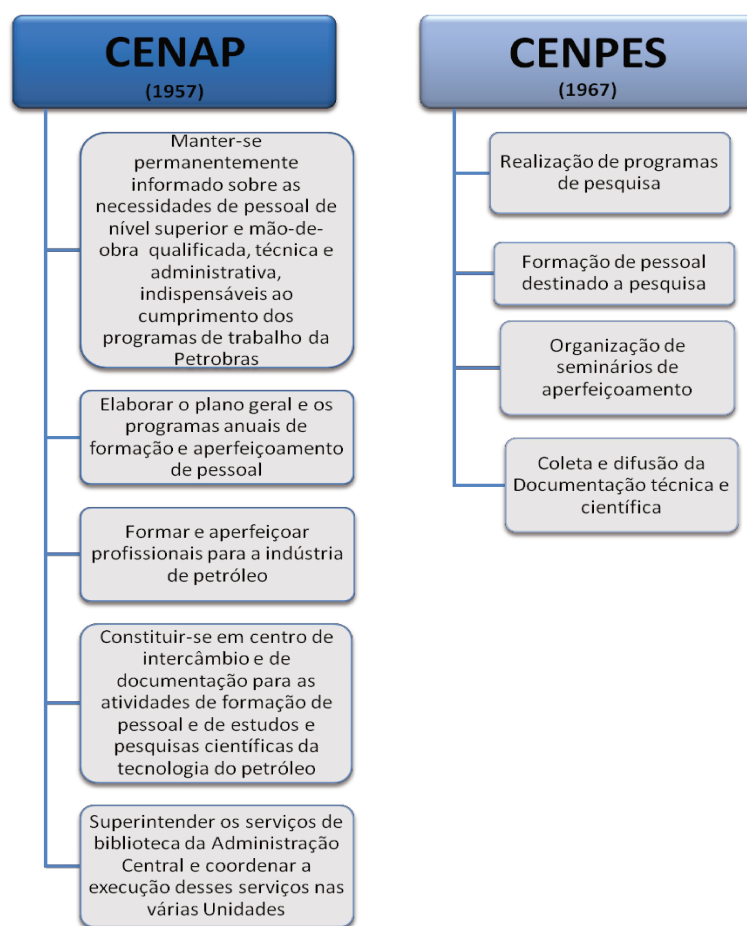 CENAP
(1957)
Manter-se
permanentemente
informado sobre as
necessidades de pessoal de
nível superior e mão-de-
obra qualificada, técnica e
administrativa,
indispensáveis ao
cumprimento dos
programas de trabalho da
Petrobras
Elaborar o plano geral e os
programas anuais de
formação e aperfeiçoamento
de pessoal
Formar e aperfeiçoar
profissionais para a indústria
de petróleo
Constituir-se em centro de
intercâmbio e de
documentação para as
atividades de formação de
pessoal e de estudos e
pesquisas científicas da
tecnologia do petróleo
Superintender os serviços de
biblioteca da Administração
Central e coordenar a
execução desses serviços nas
várias Unidades
CENPES
(1967)
Realização de programas
de pesquisa
Formação de pessoal
destinado a pesquisa
Organização de
seminários de
aperfeiçoamento
Coleta e difusão da
Documentação técnica e
científica